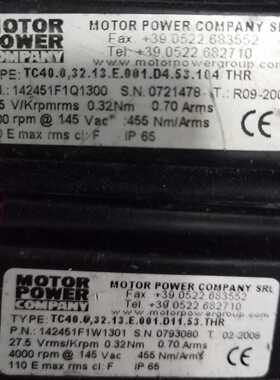 MOTOR POWER COMPANY SRL
MOTOR
POWER
COMPANY
Fax +39 0522 683552
Tel +39 0522 682710
www.motorpowergroup.com
TYPE: TC40.0,32.13.E.001.D4.53.104 THR
P.N.: 142451F1Q1300 S.N. 0721478 T.: R09-200
5 V/Krpmrms 0.32Nm 0.70 Arms
rpm @ 145 Vac 455 Nm/Arms
E max rms cl F IP 65
MOTOR
POWER
COMPANY
MOTOR POWER COMPANY SRL
Fax +39 0522 683552
Tel +39 0522 682710
www.motorpowergroup.com
TYPE: TC40.0,32.13.E.001.D11.53.THR
P.N.: 142451F1W1301 S N 0793080 T. 02-2008
27.5 Vrms/Krpm 0.32Nm 0.70 Arms
4000 rpm @ 145 Vac 455 Nm/Arms
110 E max rms cl F IP 65